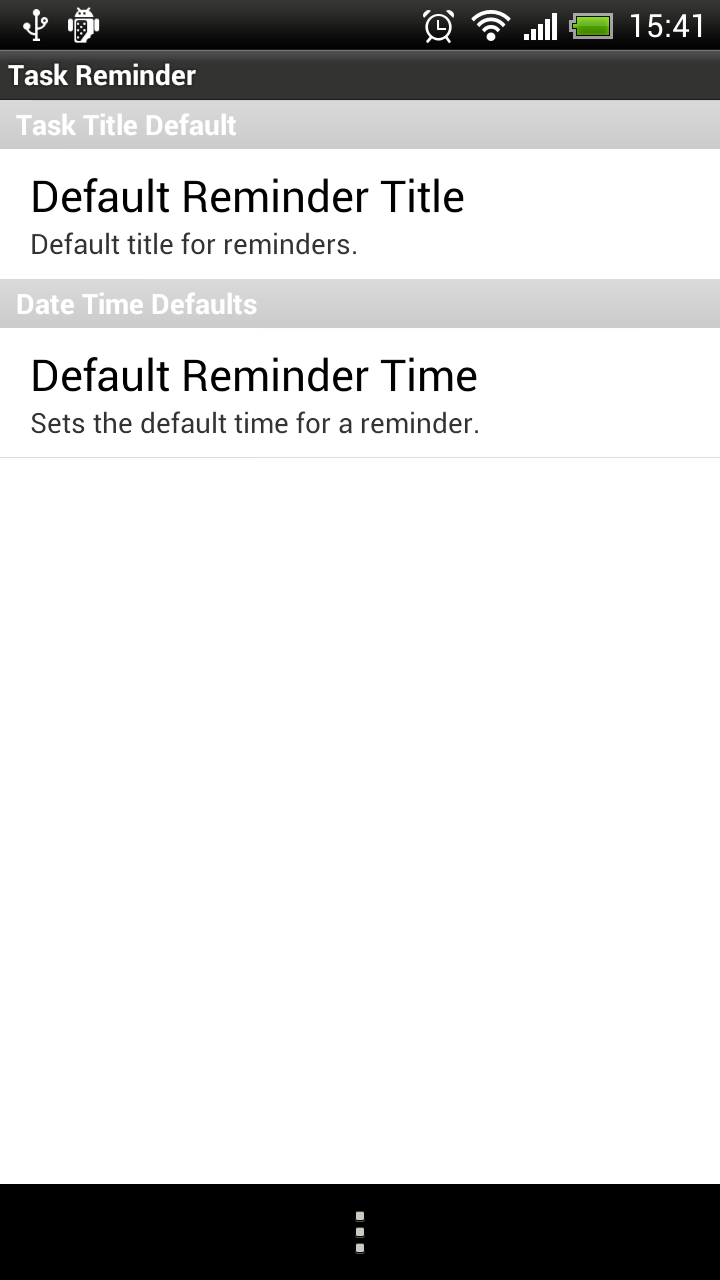 15:41
Task Reminder
Task Title Default
Default Reminder Title
Default title for reminders.
Date Time Defaults
Default Reminder Time
Sets the default time for a reminder.